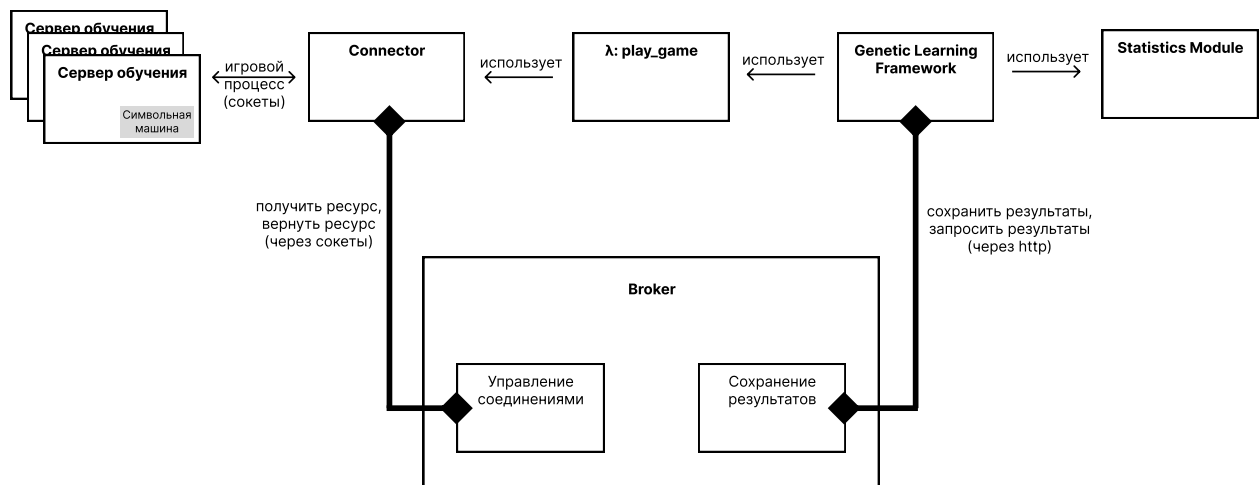 Сервер обучения
Сервер обучения
Сервер обучения
Символьная
машина
игровой
процесс
(сокеты)
Connector
использует
λ: play_game
использует
Genetic Learning
Framework
использует
Statistics Module
получить ресурс,
вернуть ресурс
(через сокеты)
сохранить результаты,
запросить результаты
(через http)
Broker
Управление
соединениями
Сохранение
результатов